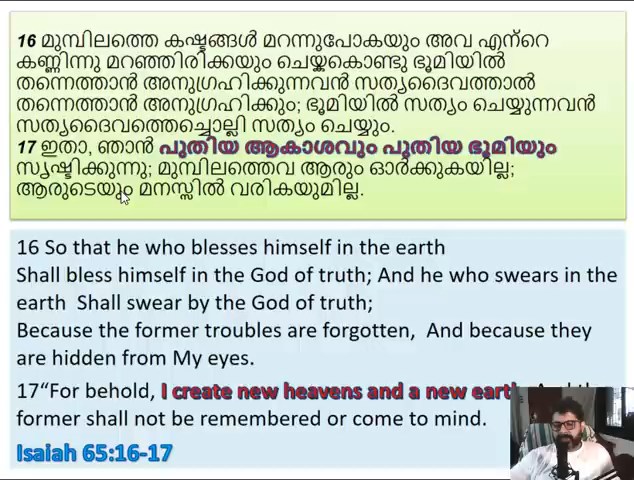 16 മുമ്പിലത്തെ കഷ്ടങ്ങൾ മറന്നുപോകയും അവ എന്റെ
കണ്ണിന്നു മറഞ്ഞിരിക്കയും ചെയ്കകൊണ്ടു ഭൂമിയിൽ
തന്നെത്താൻ അനുഗ്രഹിക്കുന്നവൻ സത്യദൈവത്താൽ
തന്നെത്താൻ അനുഗ്രഹിക്കും; ഭൂമിയിൽ സത്യം ചെയ്യുന്നവൻ
സത്യദൈവത്തെച്ചൊല്ലി സത്യം ചെയ്യും.
17 ഇതാ, ഞാൻ പുതിയ ആകാശവും പുതിയ ഭൂമിയും
സൃഷ്ടിക്കുന്നു; മുമ്പിലത്തെവ ആരും ഓർക്കുകയില്ല;
ആരുടെയും മനസ്സിൽ വരികയുമില്ല.
16 So that he who blesses himself in the earth
Shall bless himself in the God of truth; And he who swears in the
earth Shall swear by the God of truth;
Because the former troubles are forgotten, And because they
are hidden from My eyes.
17“For behold, I create new heavens and a new earth
former shall not be remembered or come to mind.
Isaiah 65:16-17